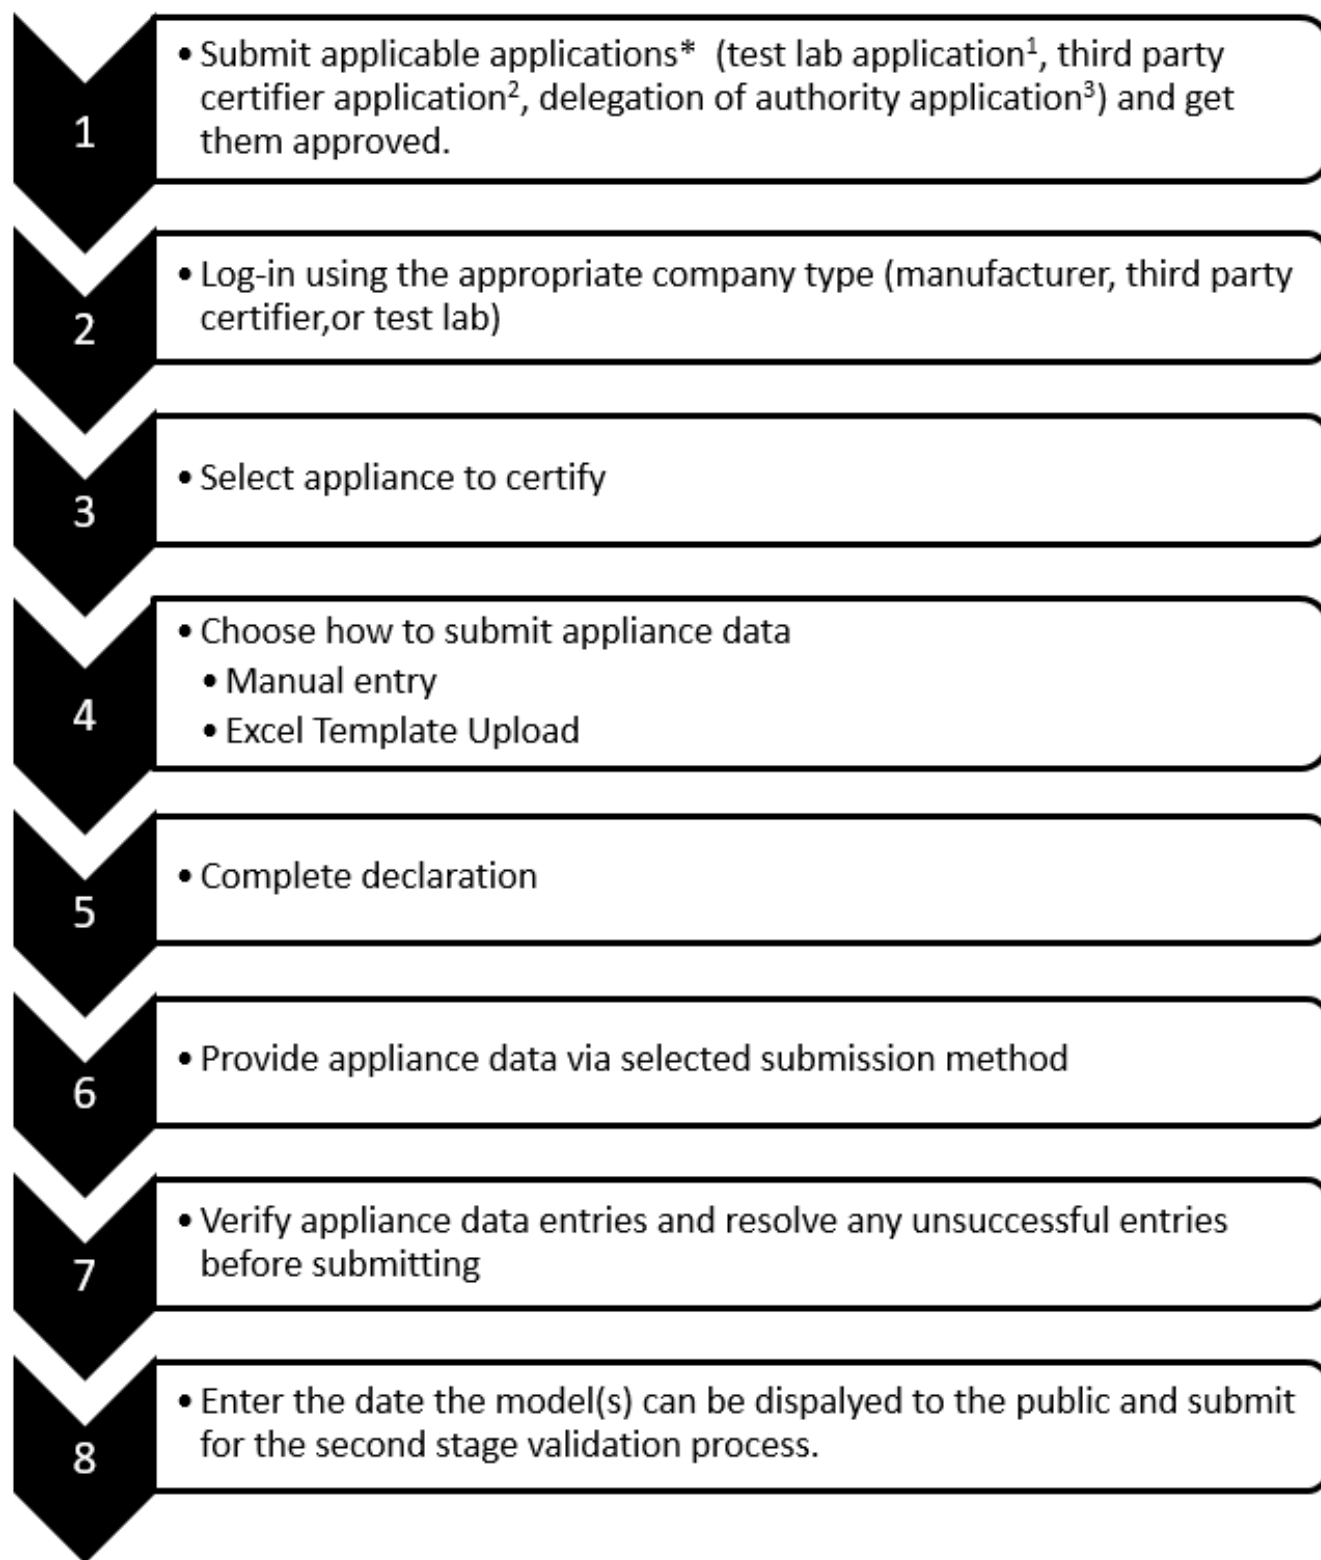 1
• Submit applicable applications* (test lab application¹, third party
certifier application², delegation of authority application³) and get
them approved.
2
• Log-in using the appropriate company type (manufacturer, third party
certifier,or test lab)
3
• Select appliance to certify
4
• Choose how to submit appliance data
• Manual entry
• Excel Template Upload
5
• Complete declaration
6
• Provide appliance data via selected submission method
7
• Verify appliance data entries and resolve any unsuccessful entries
before submitting
8
• Enter the date the model(s) can be dispalyed to the public and submit
for the second stage validation process.